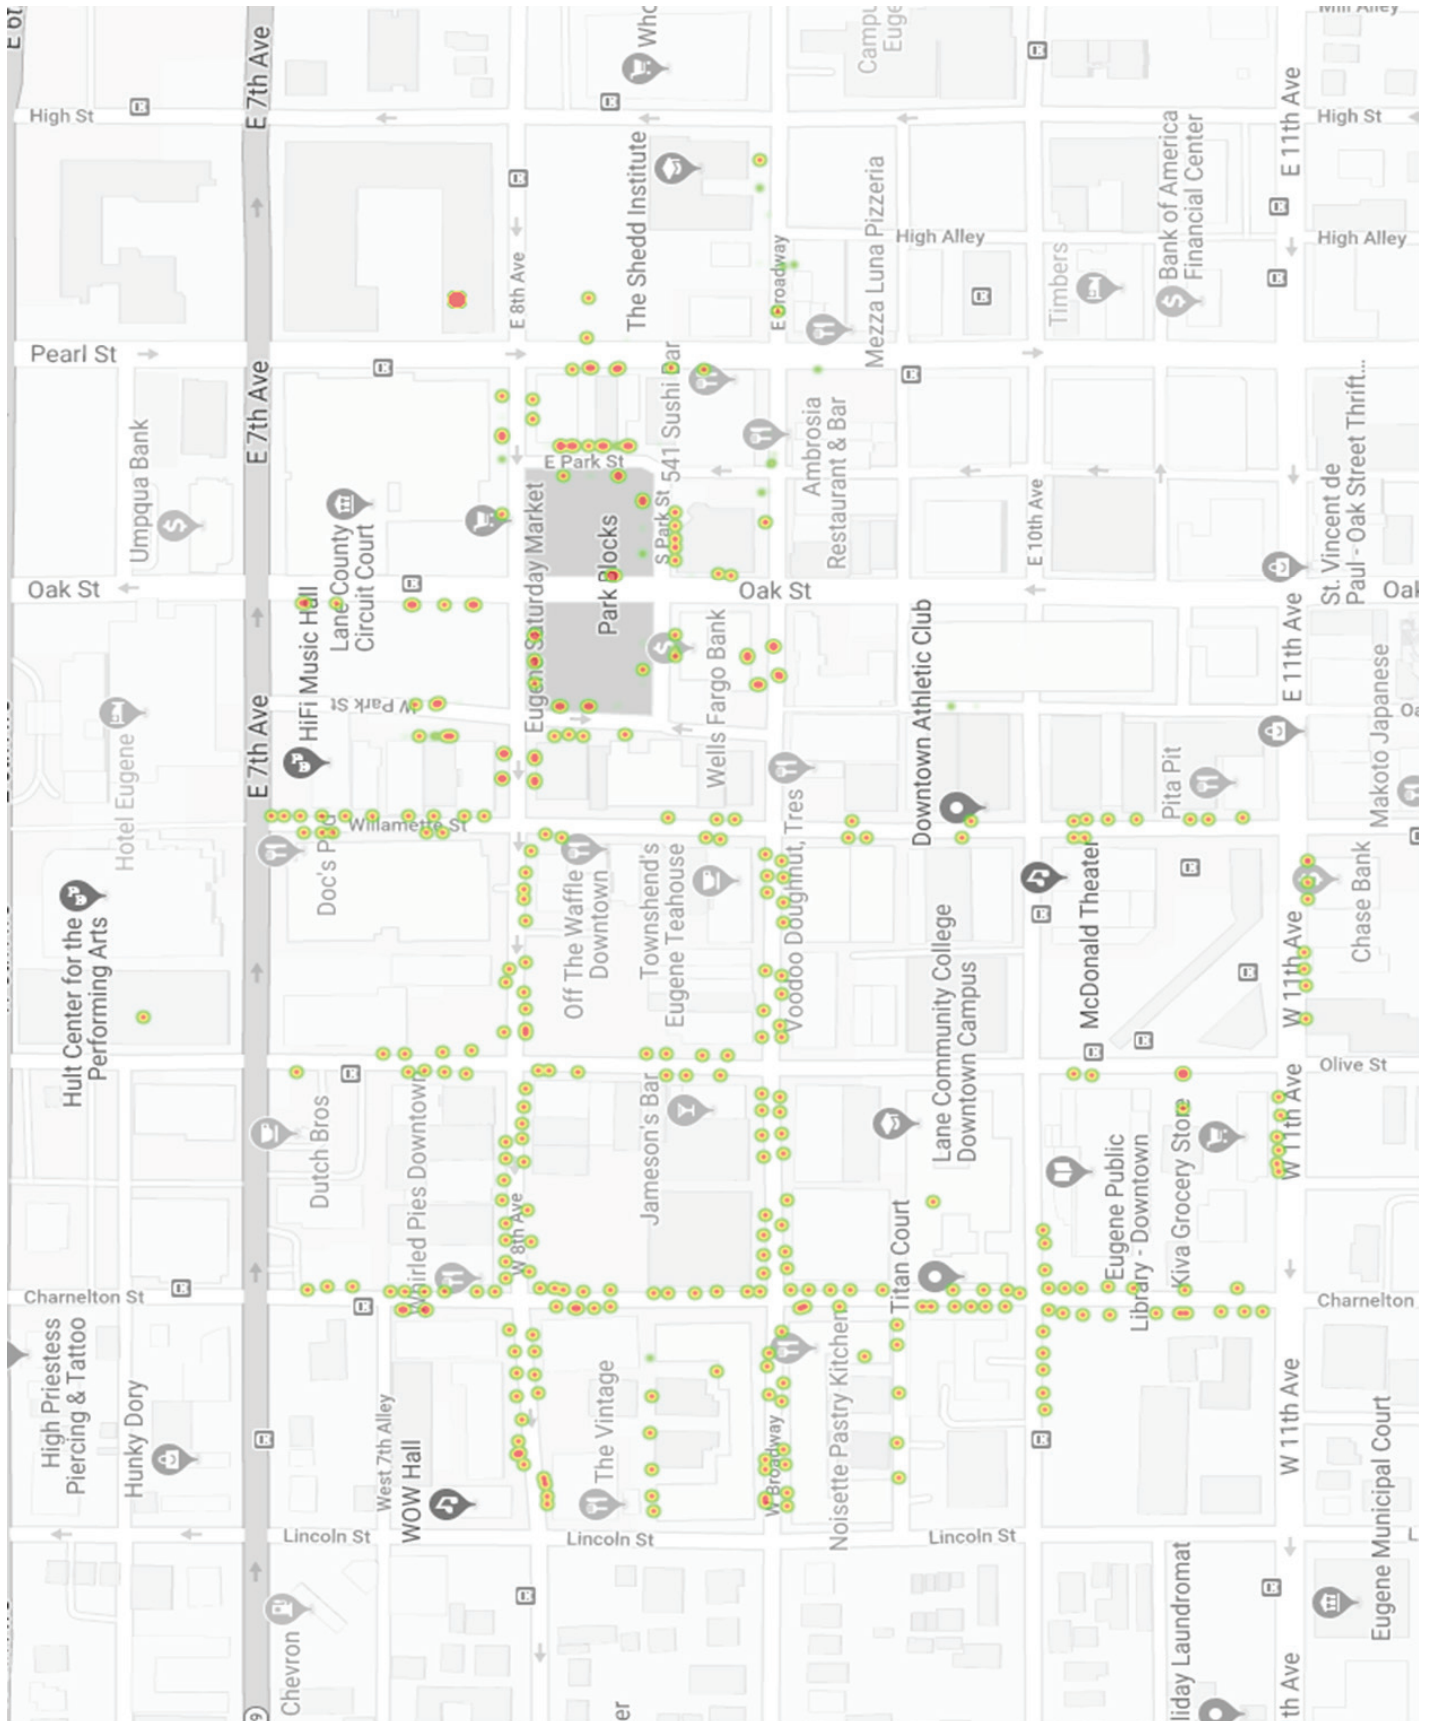 High St
E 7th Ave
E 11th Ave
High St
The Shedd Institute
E 8th Ave
E Broadway
Mezza Luna Pizzeria
High Alley
Timbers
Bank of America
Financial Center
High Alley
Pearl St
E 7th Ave
Umpqua Bank
Lane County
Circuit Court
E Park St
541 Sushi Bar
S Park St
Eugene Saturday Market
Park Blocks
Ambrosia
Restaurant & Bar
E 10th Ave
St. Vincent de
Paul - Oak Street Thrift...
Oak St
Oak St
HiFi Music Hall
W Park St
E 7th Ave
Hotel Eugene
Wells Fargo Bank
Downtown Athletic Club
E 11th Ave
Makoto Japanese
Pita Pit
Willamette St
Doc's Pad
Off The Waffle
Downtown
Townshend's
Eugene Teahouse
Voodoo Doughnut, Tres
McDonald Theater
Chase Bank
Hult Center for the
Performing Arts
Lane Community College
Downtown Campus
W 11th Ave
Olive St
Dutch Bros
Whirled Pies Downtown
W 8th Ave
Jameson's Bar
Titan Court
Eugene Public
Library - Downtown
Kiva Grocery Store
W 11th Ave
Charnelton St
Charnelton
High Priestess
Piercing & Tattoo
Hunky Dory
West 7th Alley
WOW Hall
The Vintage
W Broadway
Noisette Pastry Kitchen
W 11th Ave
Lincoln St
Lincoln St
Lincoln St
Chevron
Eugene Municipal Court